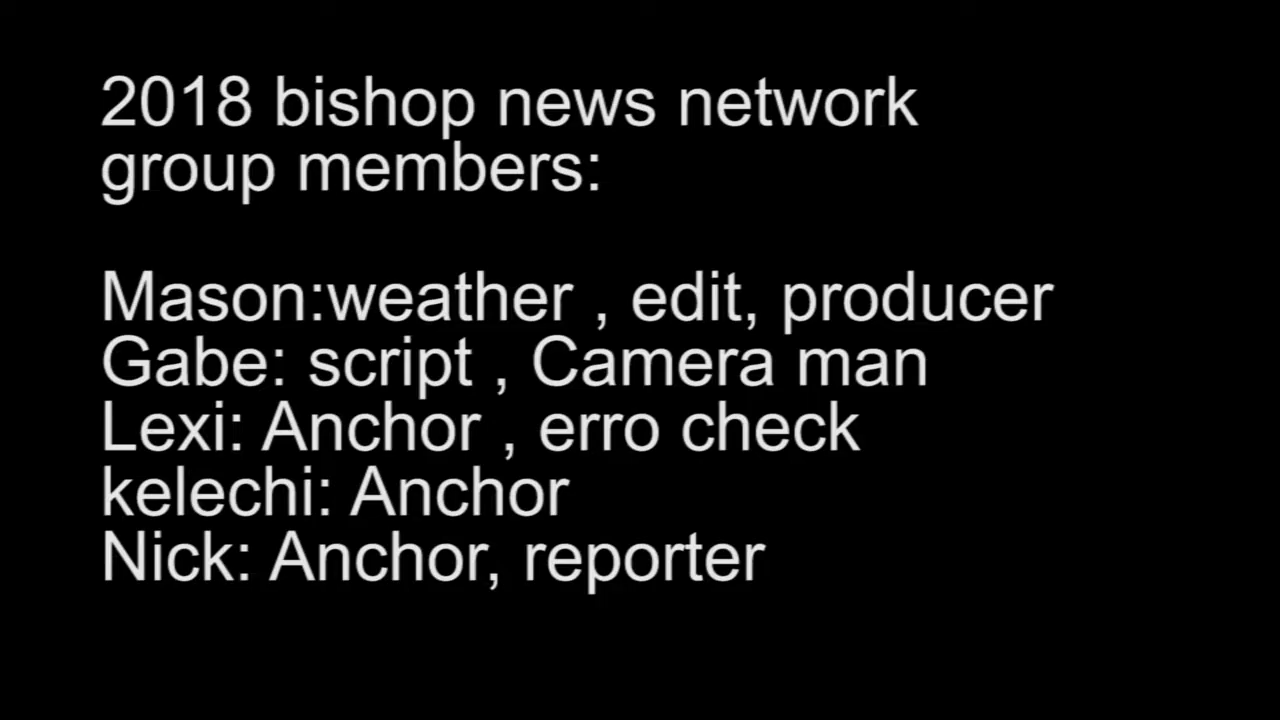 2018 bishop news network
group members:
Mason:weather , edit, producer
Gabe: script , Camera man
Lexi: Anchor , erro check
kelechi: Anchor
Nick: Anchor, reporter